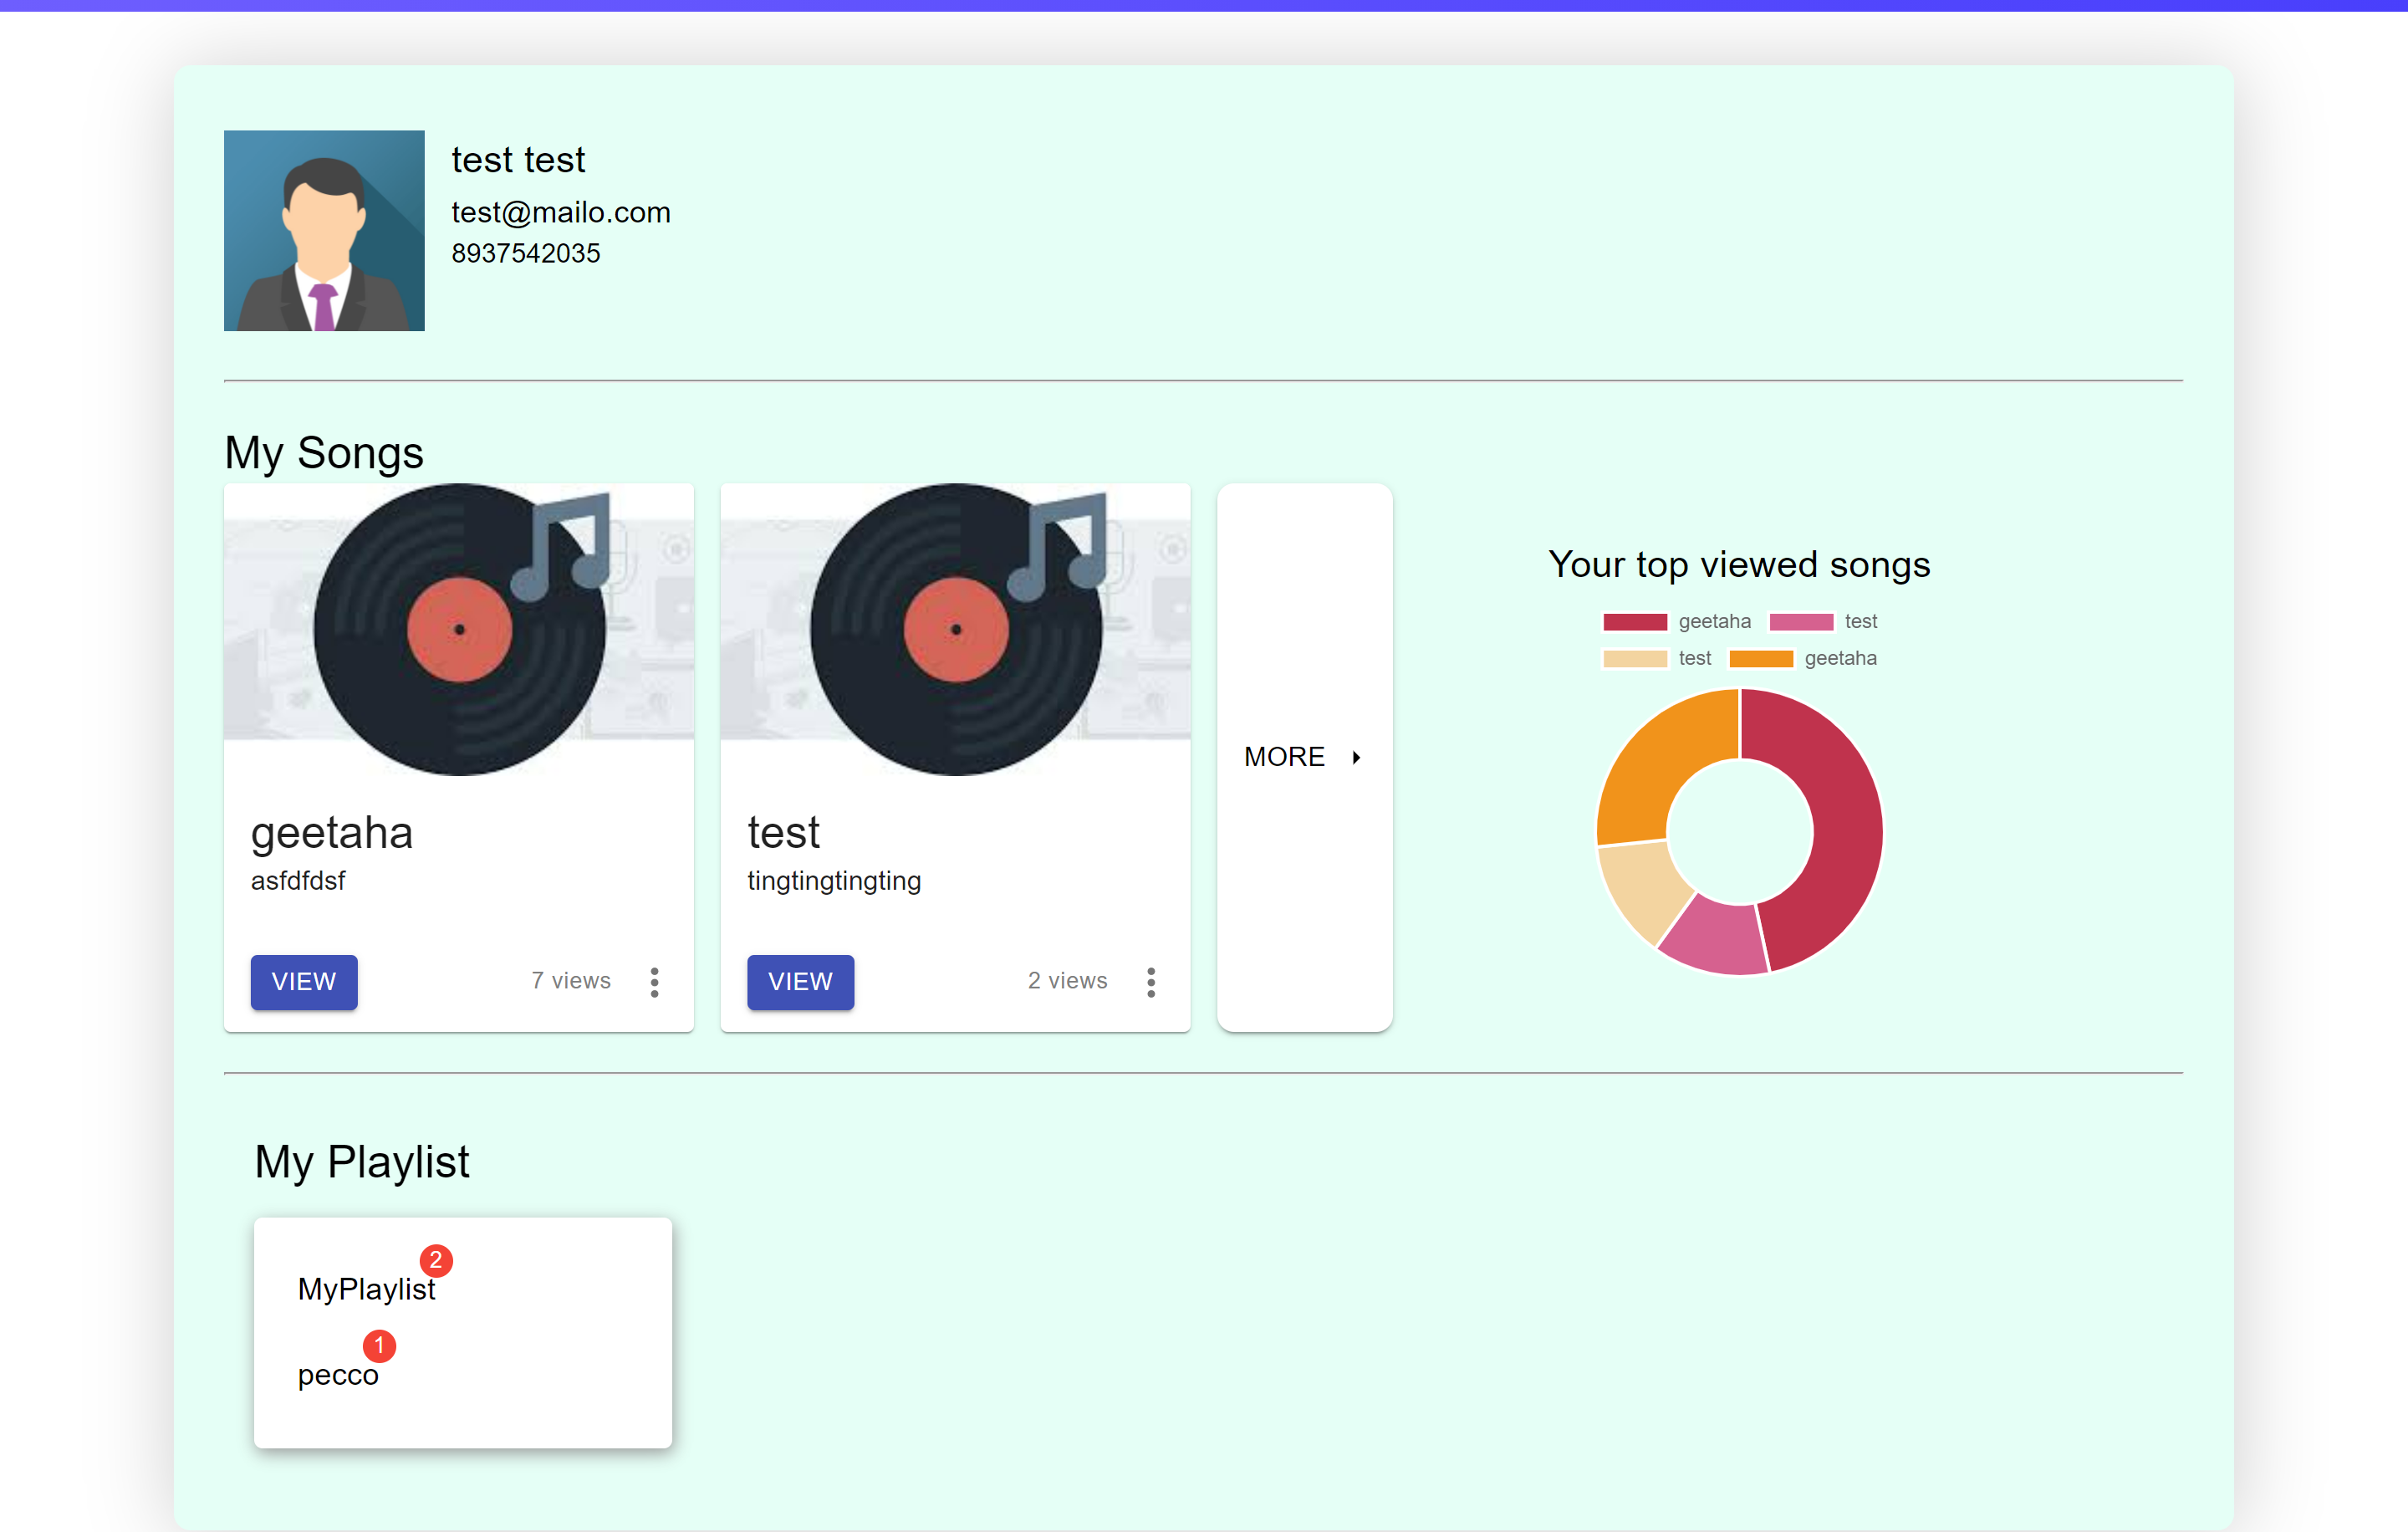 test test
test@mailo.com
8937542035
My Songs
geetaha
asfdfdsf
VIEW 7 views
test
tingtingtingting
VIEW 2 views
MORE
Your top viewed songs
geetaha test
test geetaha
My Playlist
MyPlaylist 2
pecco 1